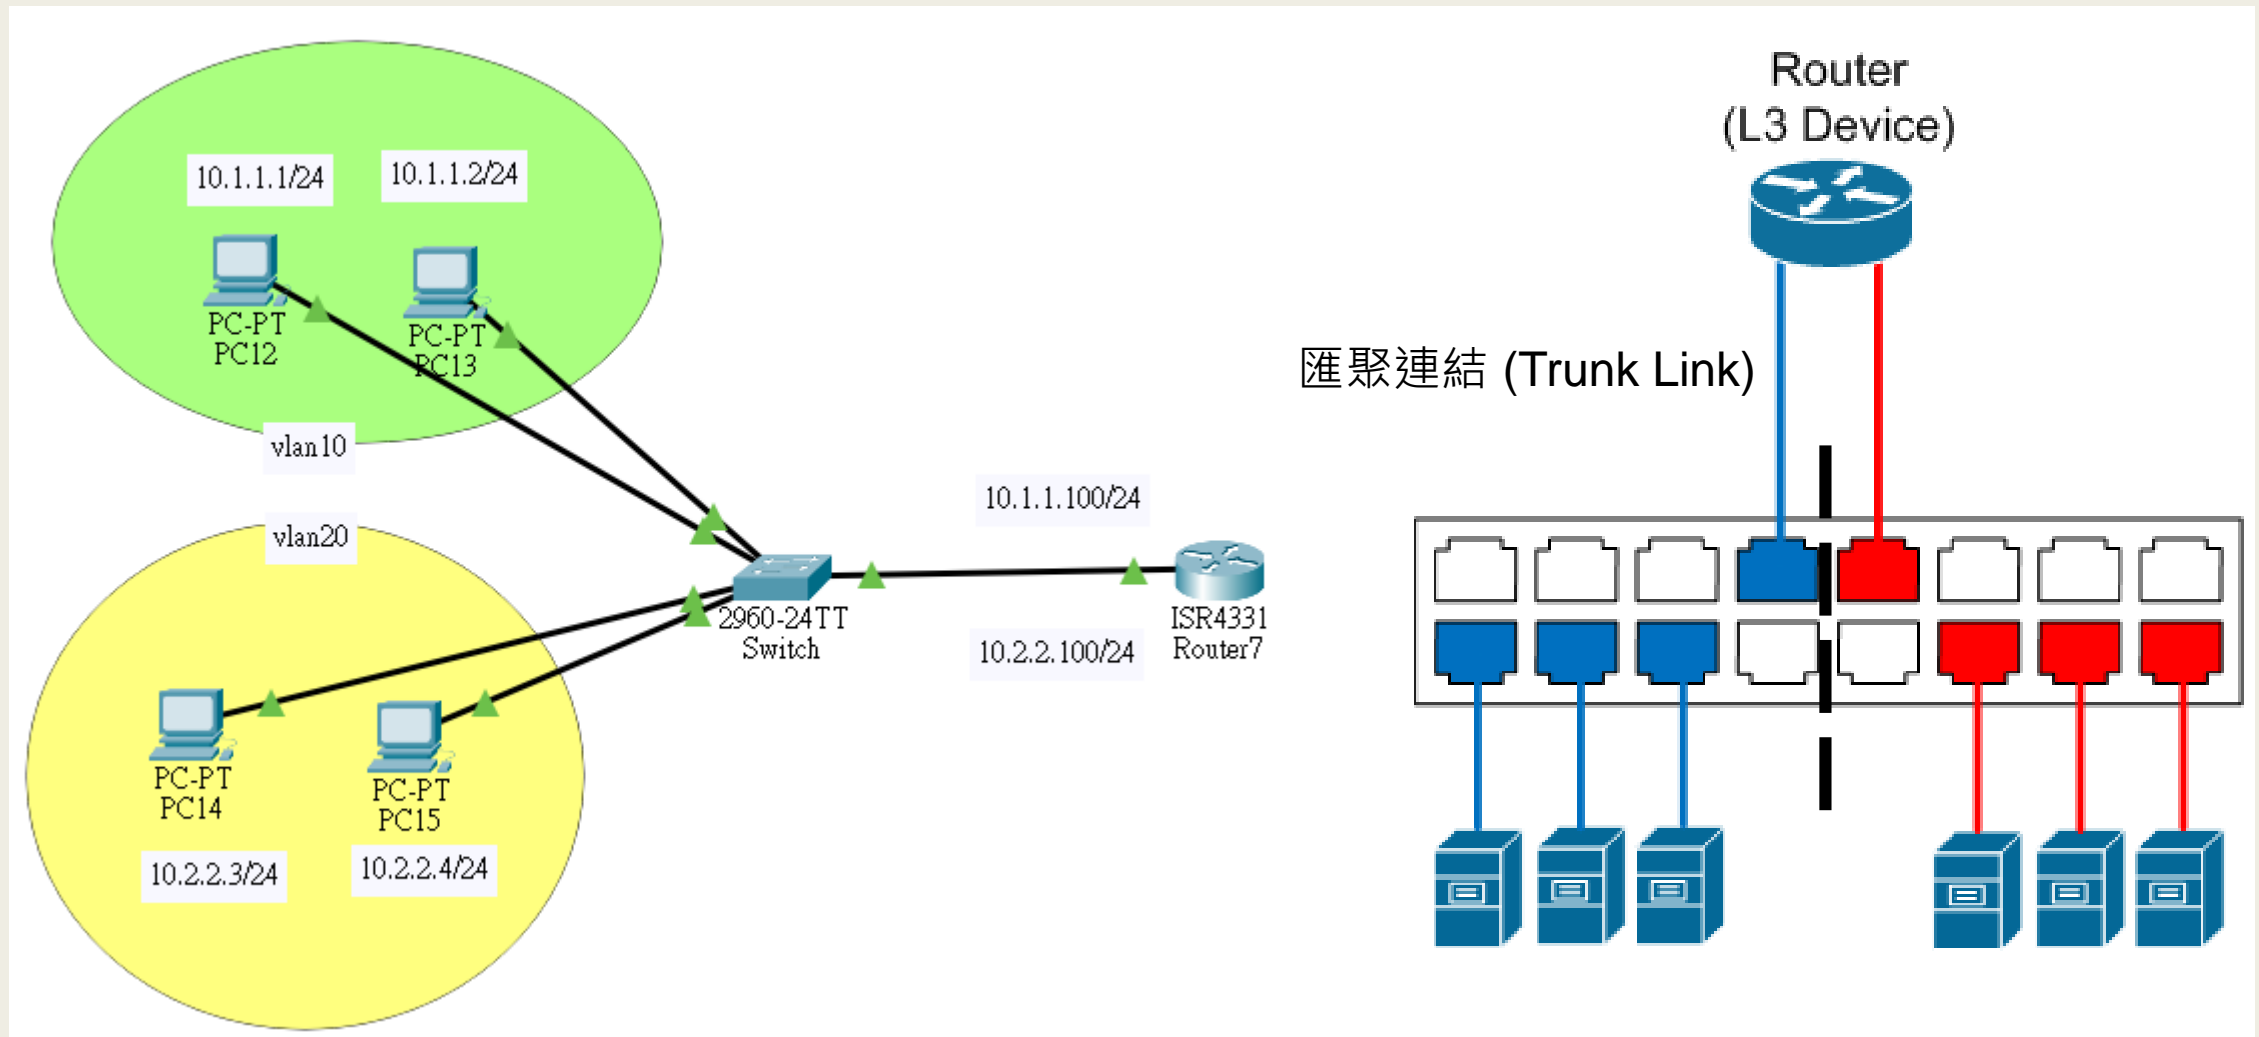 10.1.1.1/24
10.1.1.2/24
PC-PT
PC12
PC-PT
PC13
vlan10
vlan20
10.1.1.100/24
2960-24TT
Switch
10.2.2.100/24
ISR4331
Router7
PC-PT
PC14
PC-PT
PC15
10.2.2.3/24
10.2.2.4/24
Router
(L3 Device)
匯聚連結 (Trunk Link)